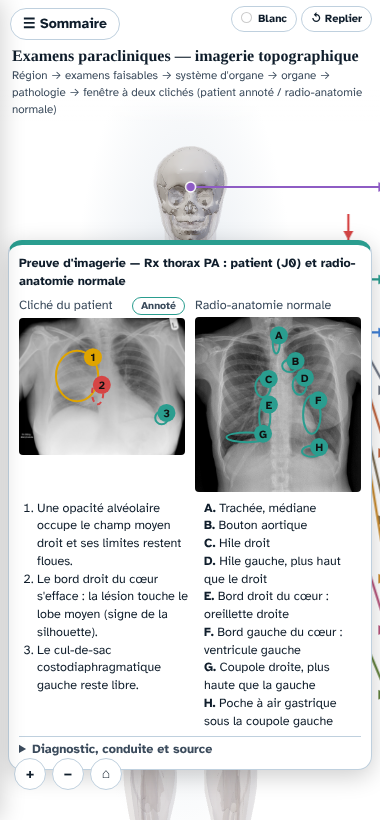 ☰ Sommaire
Blanc
↺ Replier
Examens paracliniques — imagerie topographique
Région → examens faisables → système d'organe → organe →
pathologie → fenêtre à deux clichés (patient annoté / radio-anatomie
normale)
Preuve d'imagerie — Rx thorax PA : patient (J0) et radio-
anatomie normale
Cliché du patient
Annoté
Radio-anatomie normale
1
2
3
A
B
C
D
E
F
G
H
1. Une opacité alvéolaire
occupe le champ moyen
droit et ses limites restent
floues.
2. Le bord droit du cœur
s'efface : la lésion touche le
lobe moyen (signe de la
silhouette).
3. Le cul-de-sac
costodiaphragmatique
gauche reste libre.
A. Trachée, médiane
B. Bouton aortique
C. Hile droit
D. Hile gauche, plus haut
que le droit
E. Bord droit du cœur :
oreillette droite
F. Bord gauche du cœur :
ventricule gauche
G. Coupole droite, plus
haute que la gauche
H. Poche à air gastrique
sous la coupole gauche
▶ Diagnostic, conduite et source
+
−
⌂